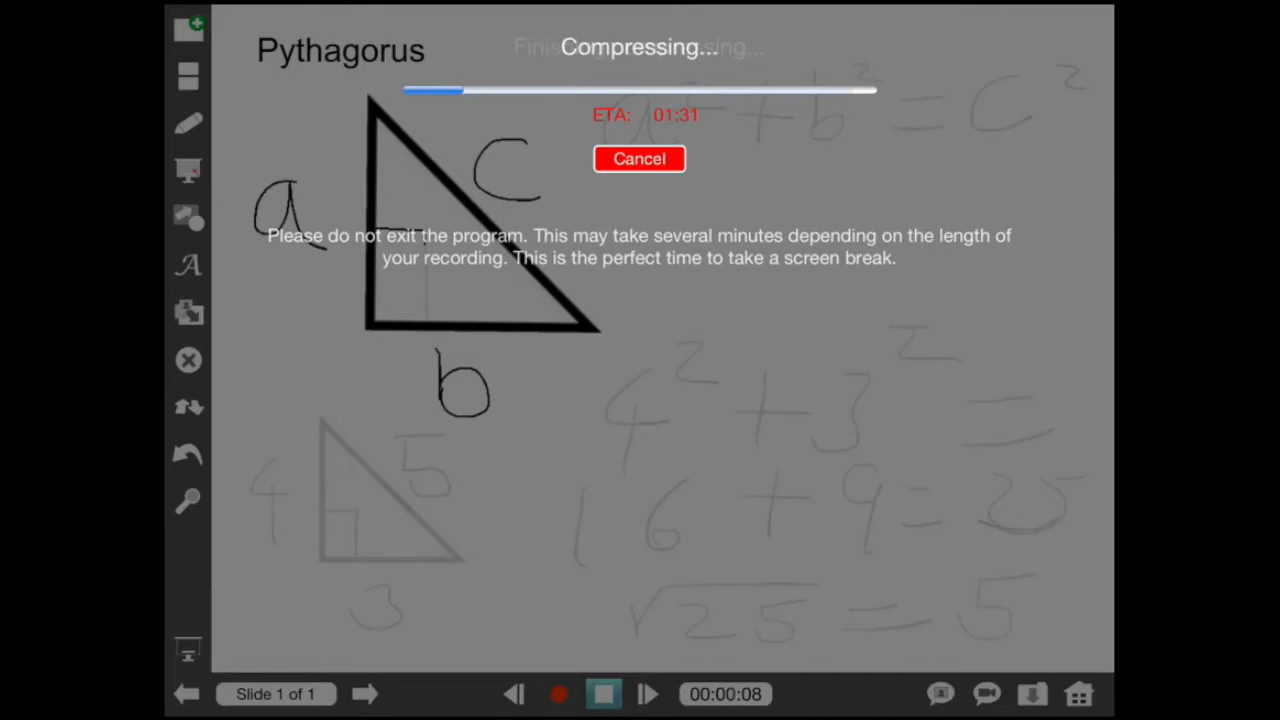 Pythagorus
Compressing...
a² + b² = c²
ETA: 01:31
Cancel
a
c
Please do not exit the program. This may take several minutes depending on the length of
your recording. This is the perfect time to take a screen break.
b
4² + 3² =
4
5
16 + 9 = 25
3
√25 = 5
Slide 1 of 1
00:00:08